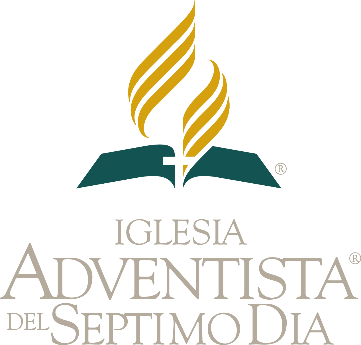 ®
IGLESIA
ADVENTISTA®
DEL SEPTIMO DIA